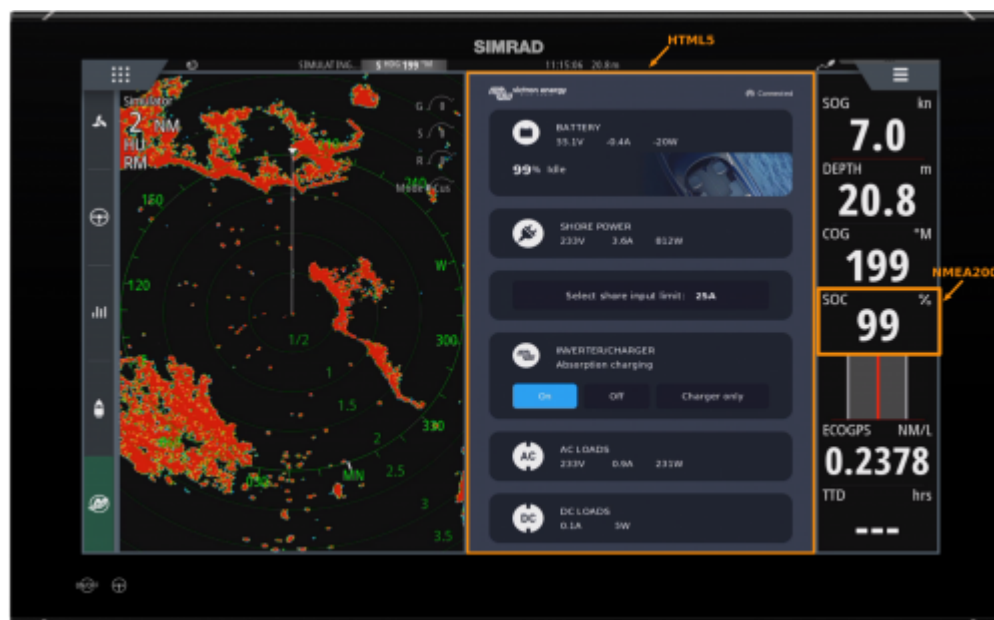 SIMRAD
HTML5
SIMULATING...
199 °M
11:15:06 20.8m
Simulator
2 NM
HU
RM
G
S
R
Mode
240
150
W
120
300
1/2
1
1.5
330
2
MN
2.5
3
3.5
victron energy
Connected
BATTERY
-0.4A -20W
99% Idle
SHORE POWER
233V 3.6A 812W
Select shore input limit: 25A
INVERTER/CHARGER
Absorption charging
On Off Charger only
AC
AC LOADS
233V 0.9A 231W
DC
DC LOADS
0.1A 5W
SOG kn
7.0
DEPTH m
20.8
COG °M
199
NMEA200
SOC %
99
ECOGPS NM/L
0.2378
TTD hrs
---